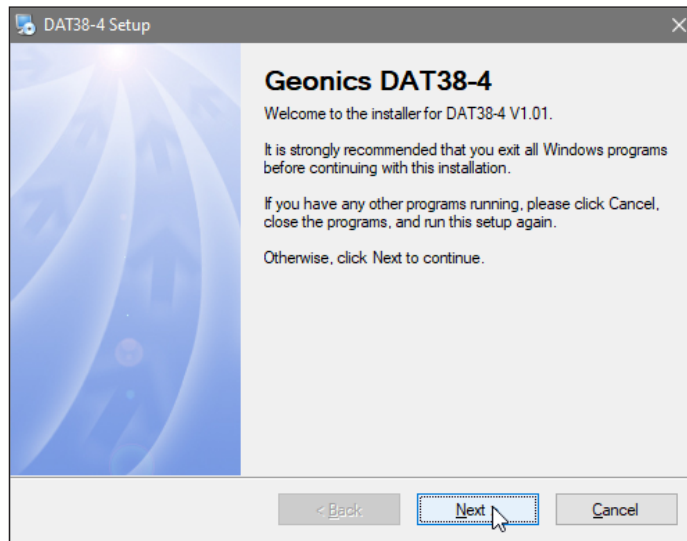 DAT38-4 Setup
Geonics DAT38-4
Welcome to the installer for DAT38-4 V1.01.
It is strongly recommended that you exit all Windows programs
before continuing with this installation.
If you have any other programs running, please click Cancel,
close the programs, and run this setup again.
Otherwise, click Next to continue.
< Back
Next
Cancel